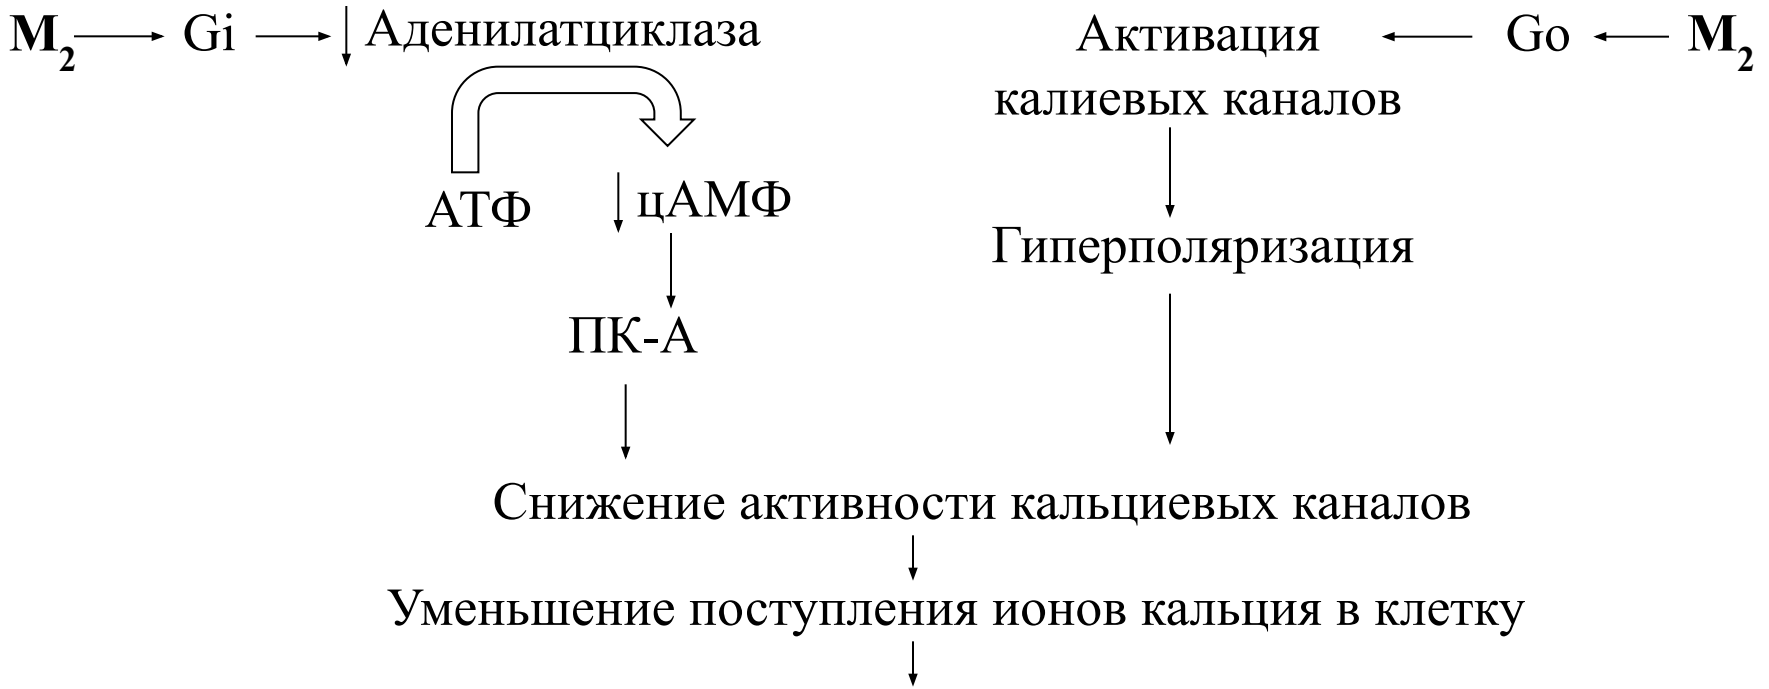 M2 Gi Аденилатциклаза Активация Go M2
калиевых каналов
АТФ цАМФ
Гиперполяризация
ПК-А
Снижение активности кальциевых каналов
Уменьшение поступления ионов кальция в клетку